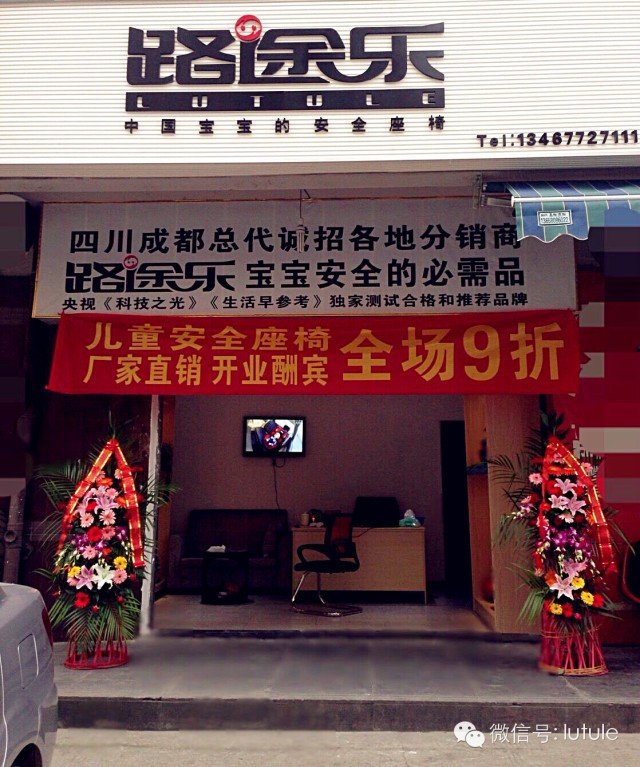 路途乐
LUTULE
中国宝宝的安全座椅
Tel:13467727111
四川成都总代诚招各地分销商
路途乐 宝宝安全的必需品
央视《科技之光》《生活早参考》独家测试合格和推荐品牌
儿童安全座椅
厂家直销 开业酬宾
全场9折
微信号: lutule